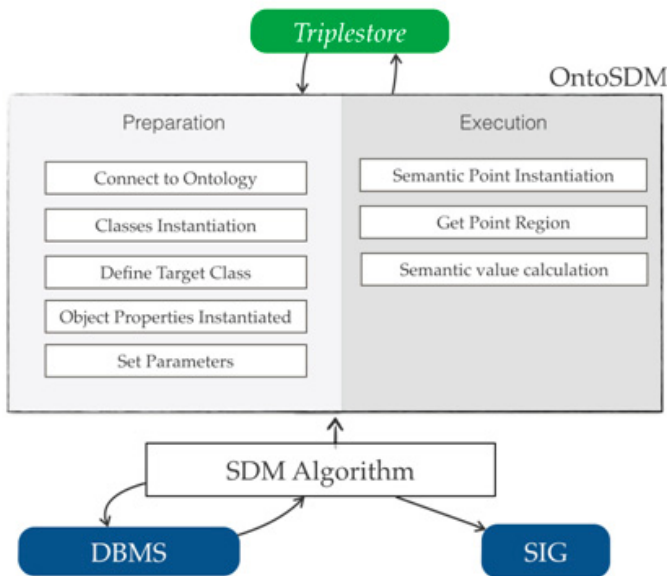 Triplestore
OntoSDM
Preparation
Execution
Connect to Ontology
Classes Instantiation
Define Target Class
Object Properties Instantiated
Set Parameters
Semantic Point Instantiation
Get Point Region
Semantic value calculation
SDM Algorithm
DBMS
SIG